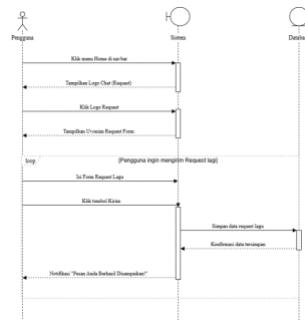 Pengguna
Sistem
Databa
Klik menu Home di navbar
Tampilkan Logo Chat (Request)
Klik Logo Request
Tampilkan Request Form
loop
[Pengguna ingin mengirim Request lagi]
Isi Form Request Lagu
Klik tombol Kirim
Simpan data request lagu
Konfirmasi data tersimpan
Notifikasi "Pesan Anda Berhasil Disampaikan!"